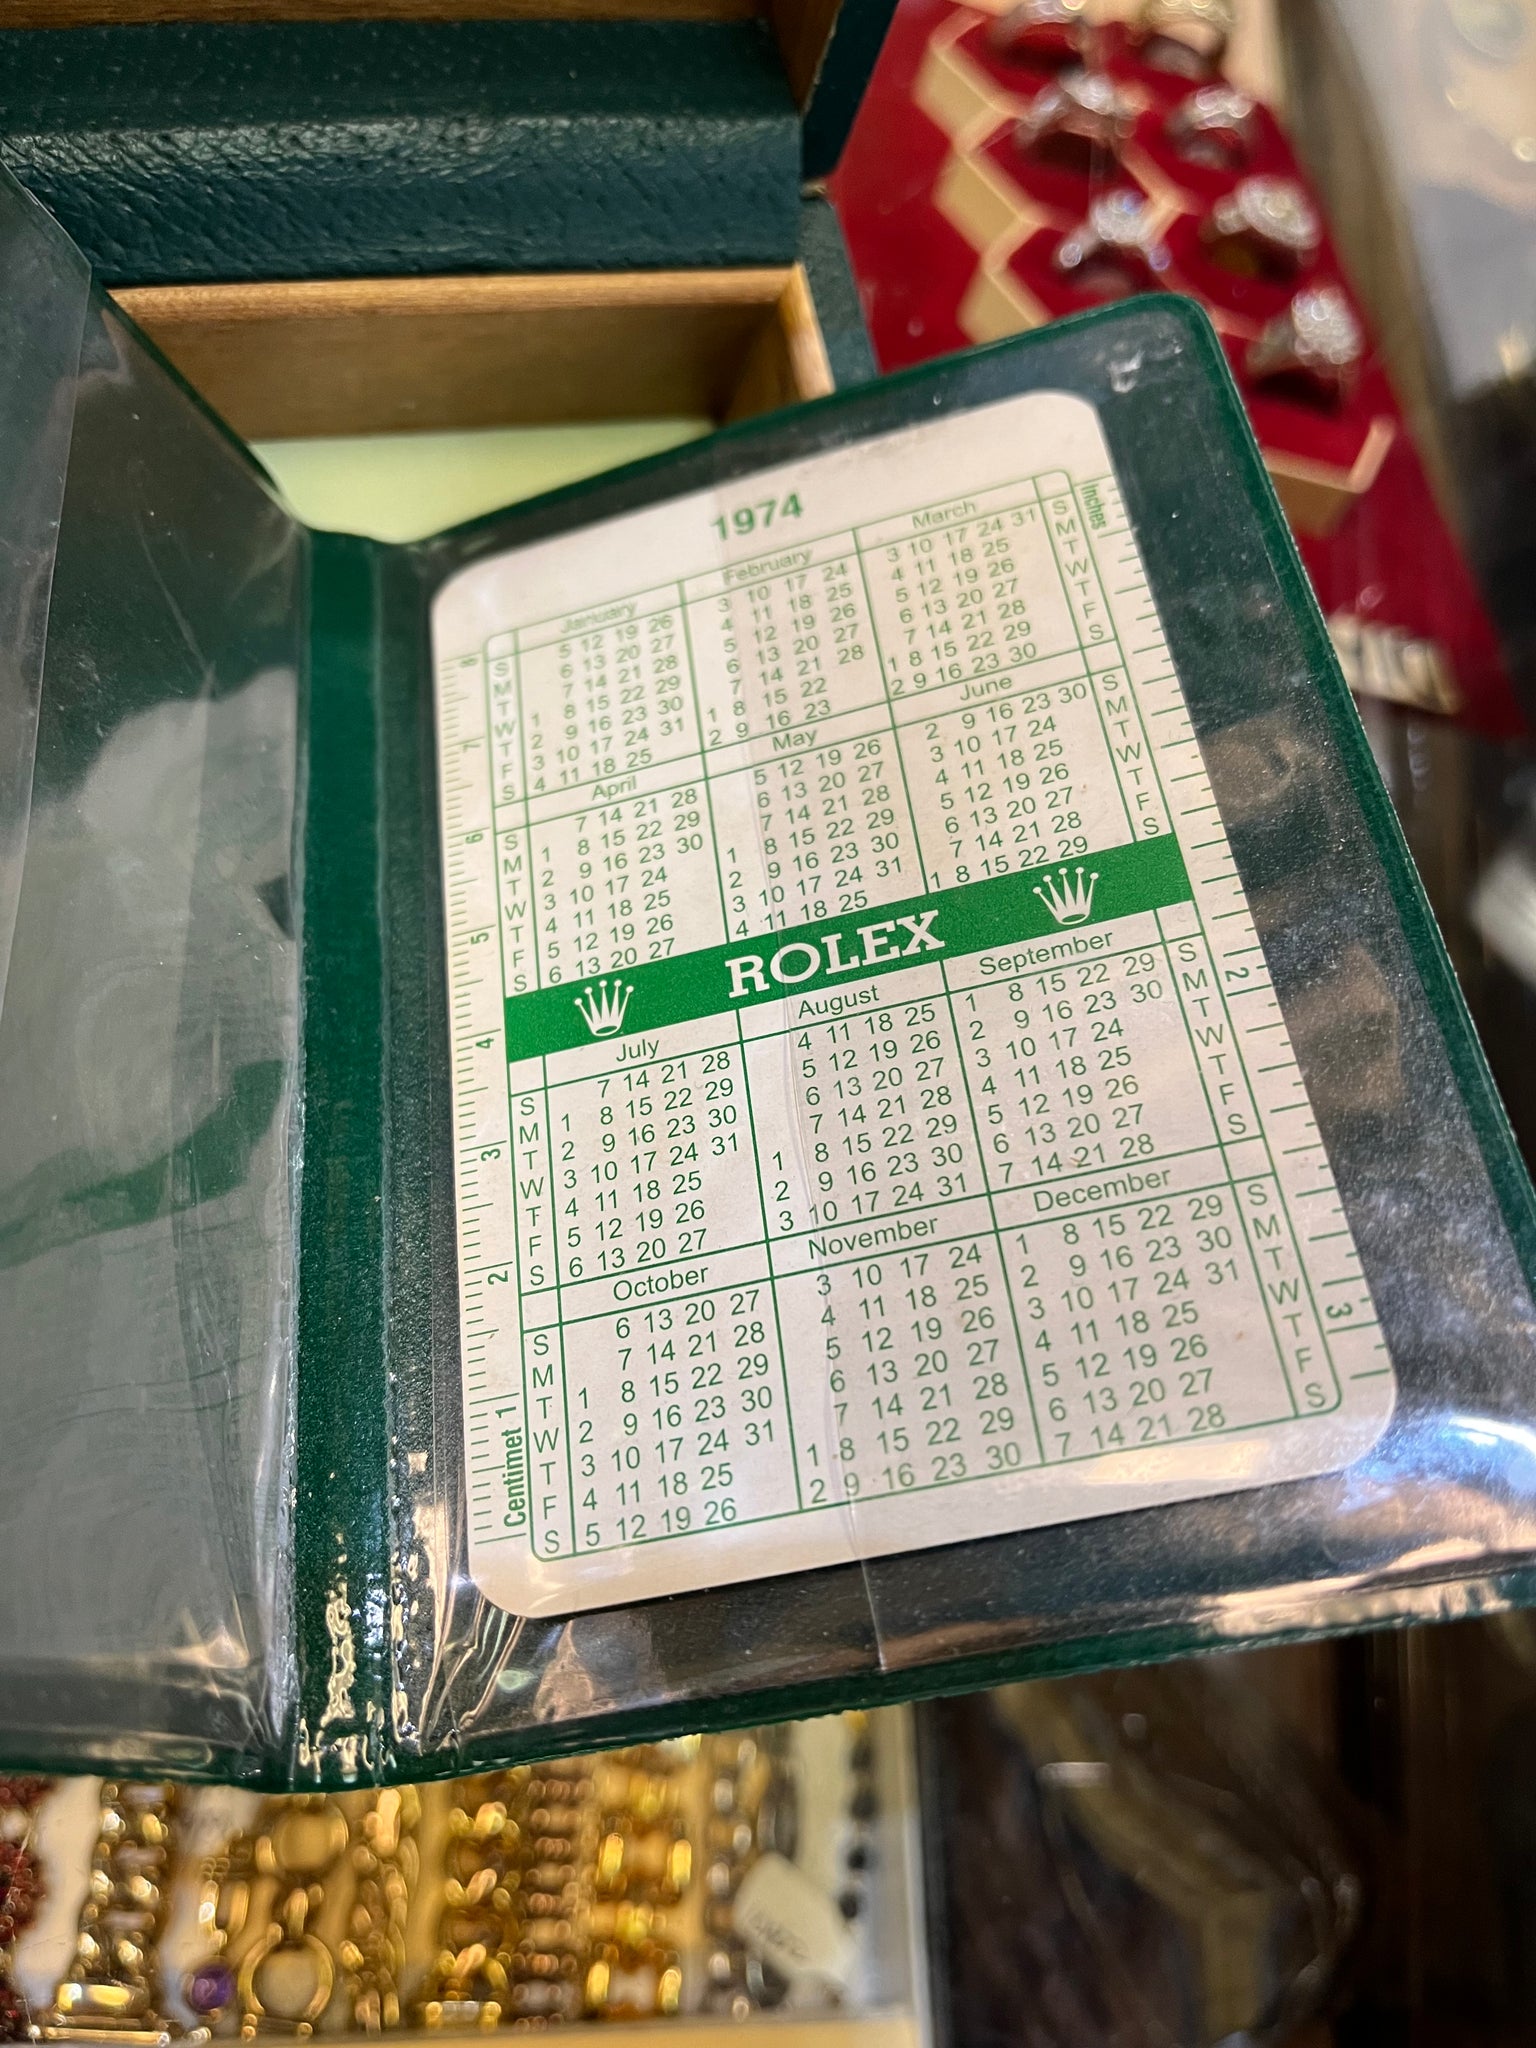 1974
Inches
January February March
S 5 12 19 26 3 10 17 24 3 10 17 24 31 S
M 6 13 20 27 4 11 18 25 4 11 18 25 M
T 7 14 21 28 5 12 19 26 5 12 19 26 T
W 1 8 15 22 29 6 13 20 27 6 13 20 27 W
T 2 9 16 23 30 7 14 21 28 7 14 21 28 T
F 3 10 17 24 31 1 8 15 22 1 8 15 22 29 F
S 4 11 18 25 2 9 16 23 2 9 16 23 30 S
April May June
S 7 14 21 28 5 12 19 26 2 9 16 23 30 S
M 1 8 15 22 29 6 13 20 27 3 10 17 24 M
T 2 9 16 23 30 7 14 21 28 4 11 18 25 T
W 3 10 17 24 1 8 15 22 29 5 12 19 26 W
T 4 11 18 25 2 9 16 23 30 6 13 20 27 T
F 5 12 19 26 3 10 17 24 31 7 14 21 28 F
S 6 13 20 27 4 11 18 25 1 8 15 22 29 S
ROLEX
July August September
S 7 14 21 28 4 11 18 25 1 8 15 22 29 S
M 1 8 15 22 29 5 12 19 26 2 9 16 23 30 M
T 2 9 16 23 30 6 13 20 27 3 10 17 24 T
W 3 10 17 24 31 7 14 21 28 4 11 18 25 W
T 4 11 18 25 1 8 15 22 29 5 12 19 26 T
F 5 12 19 26 2 9 16 23 30 6 13 20 27 F
S 6 13 20 27 3 10 17 24 31 7 14 21 28 S
October November December
S 6 13 20 27 3 10 17 24 1 8 15 22 29 S
M 7 14 21 28 4 11 18 25 2 9 16 23 30 M
T 1 8 15 22 29 5 12 19 26 3 10 17 24 31 T
W 2 9 16 23 30 6 13 20 27 4 11 18 25 W
T 3 10 17 24 31 7 14 21 28 5 12 19 26 T
F 4 11 18 25 1 8 15 22 29 6 13 20 27 F
S 5 12 19 26 2 9 16 23 30 7 14 21 28 S
Centimet 1 2 3 4 5 6 7 8
2 3